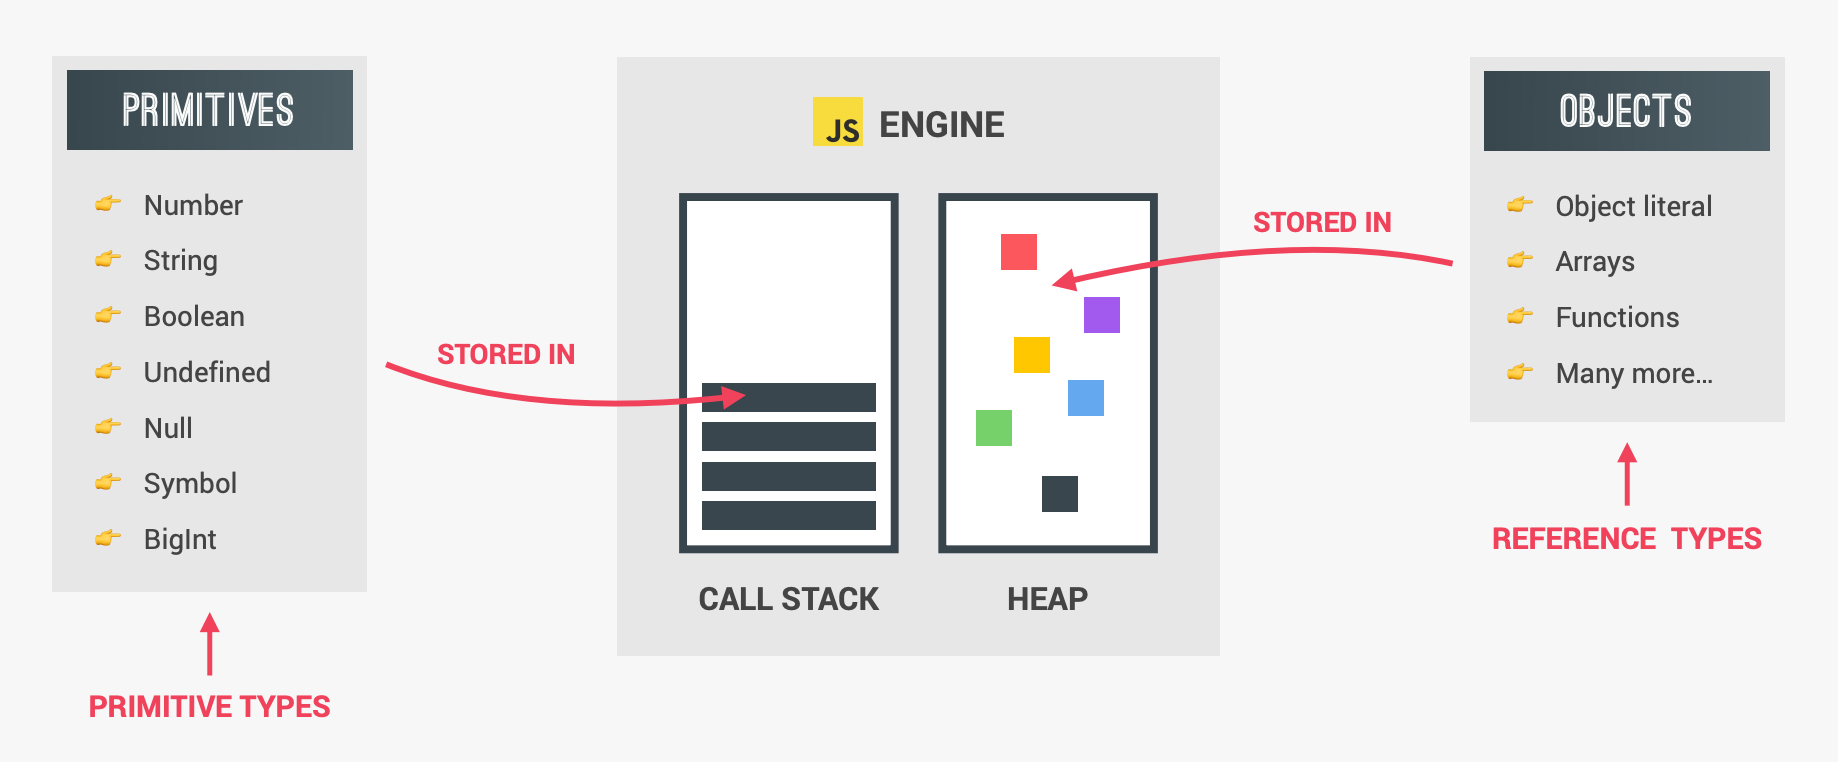 PRIMITIVES
Number
String
Boolean
Undefined
Null
Symbol
BigInt
PRIMITIVE TYPES
STORED IN
JS ENGINE
CALL STACK
HEAP
STORED IN
OBJECTS
Object literal
Arrays
Functions
Many more...
REFERENCE TYPES